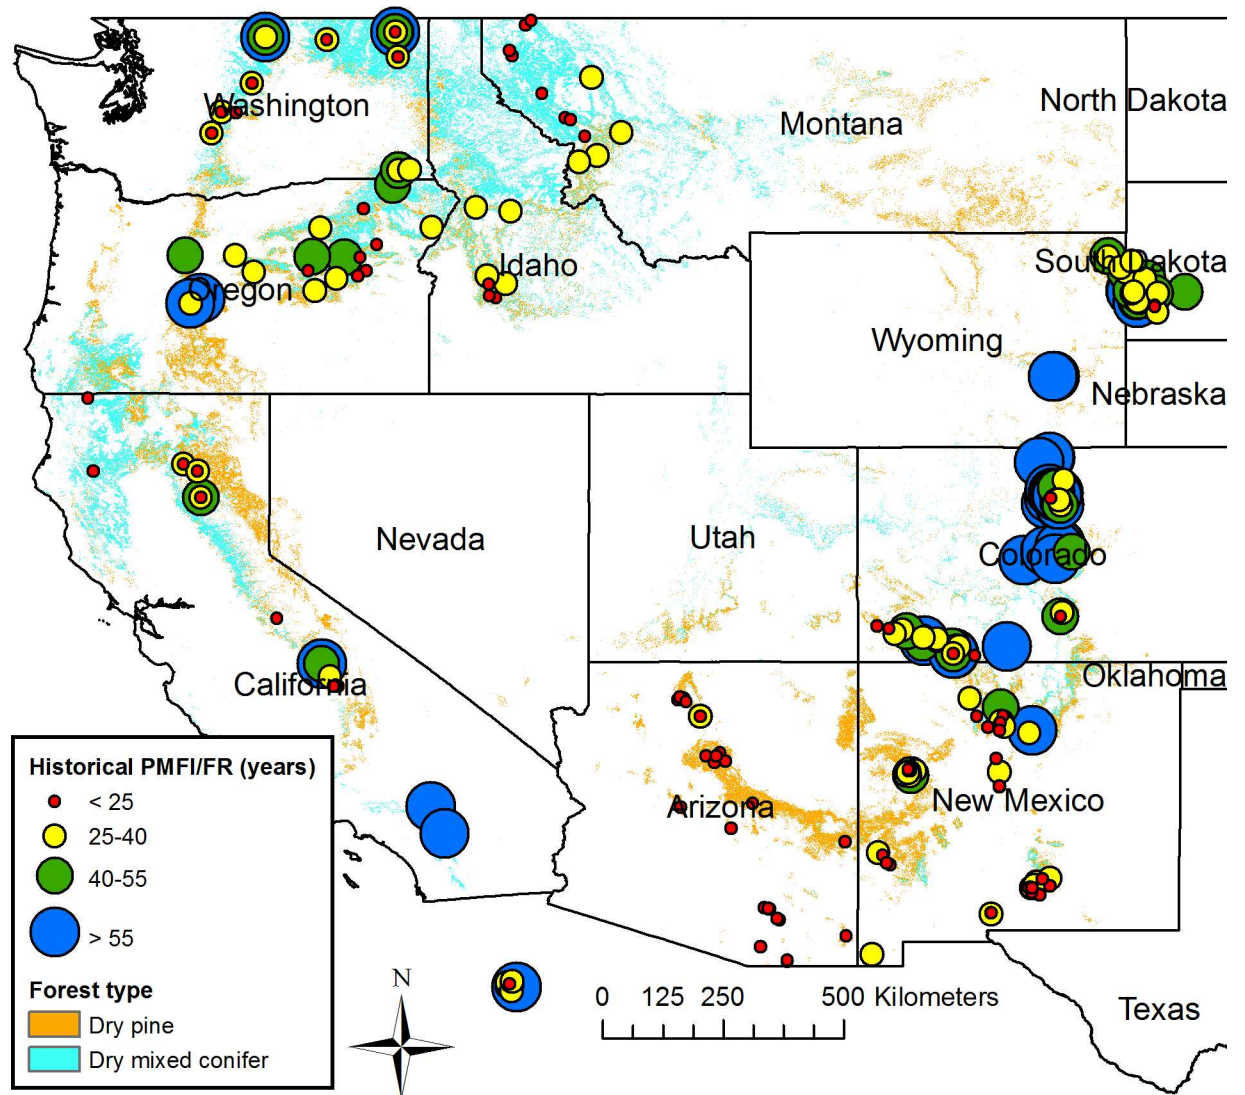 Washington
Montana
North Dakota
Oregon
Idaho
South Dakota
Wyoming
Nebraska
Nevada
Utah
Colorado
California
Oklahoma
Arizona
New Mexico
Texas
Historical PMFI/FR (years)
< 25
25-40
40-55
> 55
Forest type
Dry pine
Dry mixed conifer
N
0 125 250 500 Kilometers